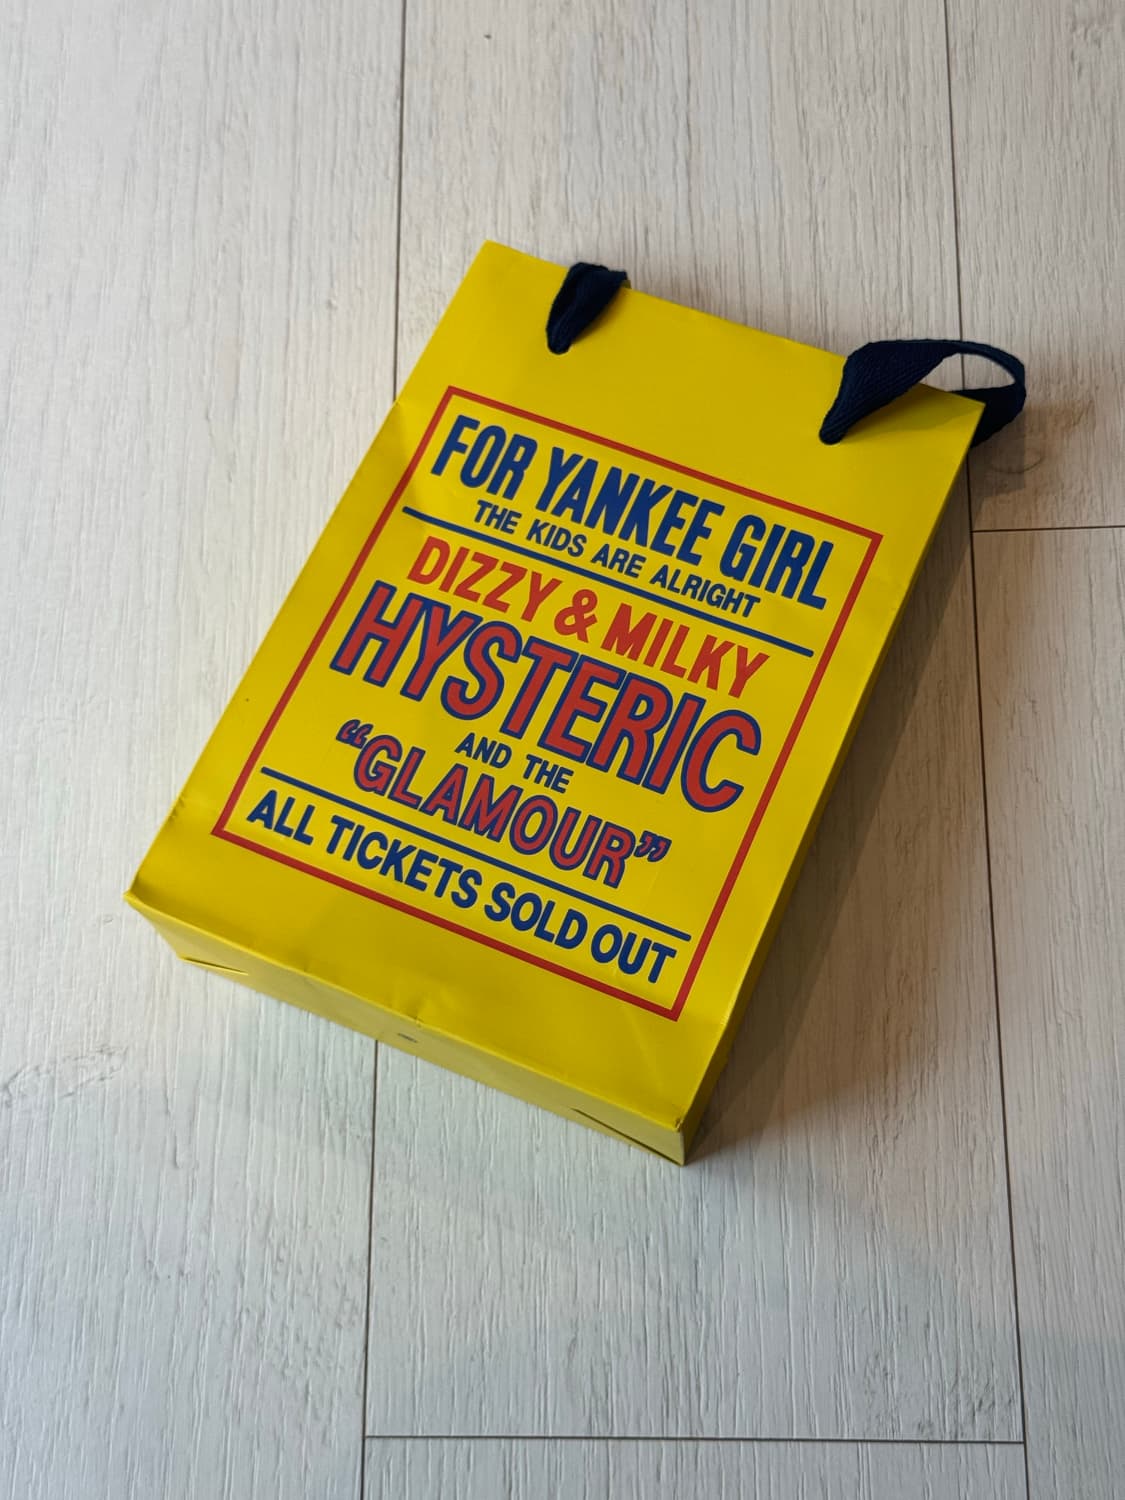 FOR YANKEE GIRL
THE KIDS ARE ALRIGHT
DIZZY & MILKY
HYSTERIC
AND THE
“GLAMOUR”
ALL TICKETS SOLD OUT